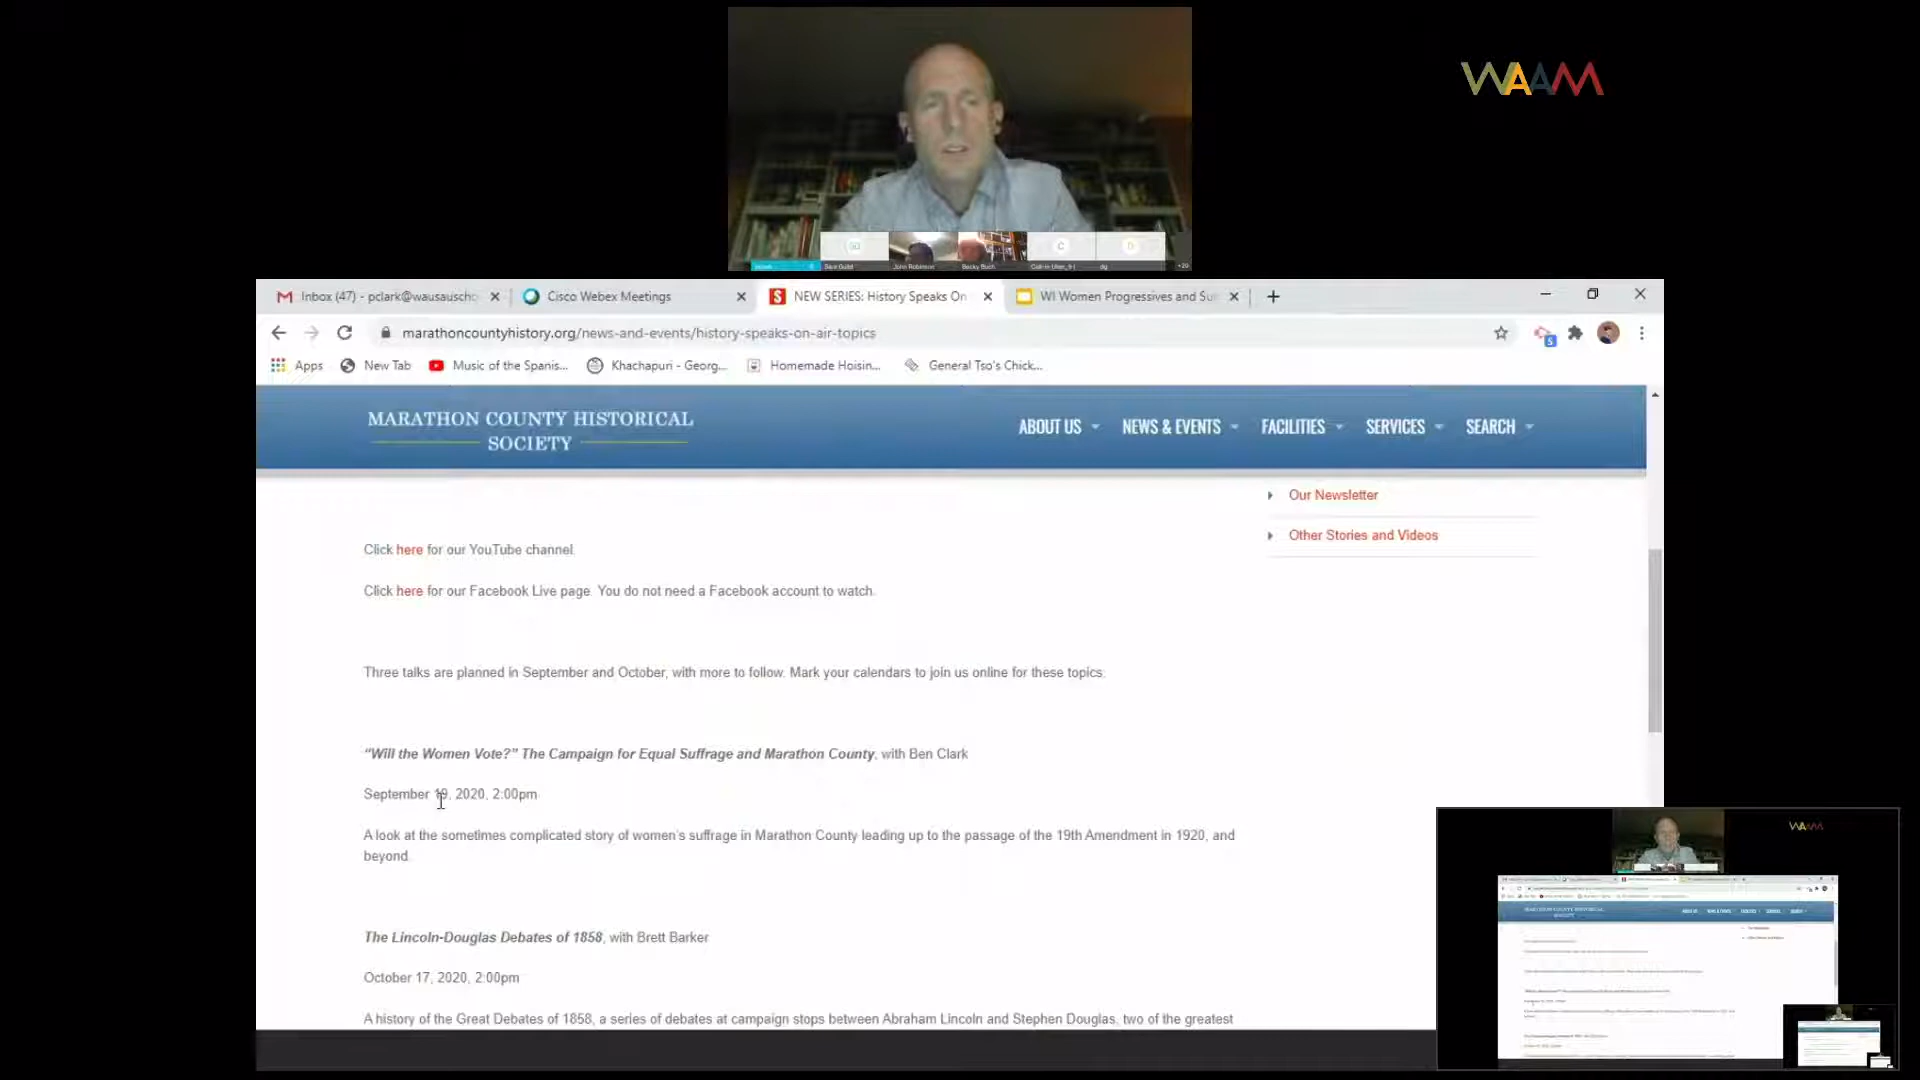 WAAM
Dave Guild
John Robinson
Becky Buch
Inbox (47) - pclark@wausauscho
Cisco Webex Meetings
NEW SERIES: History Speaks On
WI Women Progressives and Su
marathoncountyhistory.org/news-and-events/history-speaks-on-air-topics
Apps
New Tab
Music of the Spanis...
Khachapuri - Georg...
Homemade Hoisin...
General Tso's Chick...
MARATHON COUNTY HISTORICAL
SOCIETY
ABOUT US
NEWS & EVENTS
FACILITIES
SERVICES
SEARCH
Our Newsletter
Other Stories and Videos
Click here for our YouTube channel.
Click here for our Facebook Live page. You do not need a Facebook account to watch.
Three talks are planned in September and October, with more to follow. Mark your calendars to join us online for these topics:
“Will the Women Vote?” The Campaign for Equal Suffrage and Marathon County, with Ben Clark
September 19, 2020, 2:00pm
A look at the sometimes complicated story of women's suffrage in Marathon County leading up to the passage of the 19th Amendment in 1920, and
beyond.
The Lincoln-Douglas Debates of 1858, with Brett Barker
October 17, 2020, 2:00pm
A history of the Great Debates of 1858, a series of debates at campaign stops between Abraham Lincoln and Stephen Douglas, two of the greatest
WAAM